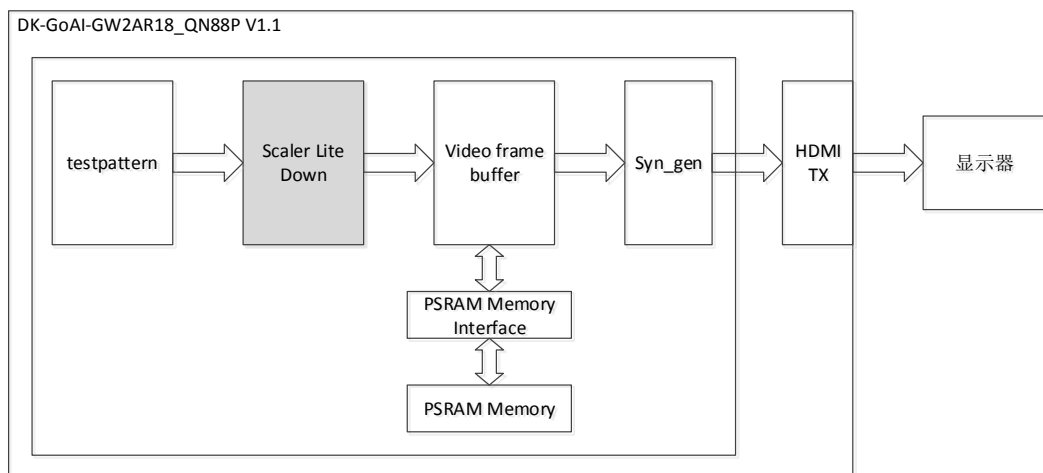 DK-GoAI-GW2AR18_QN88P V1.1
testpattern
Scaler Lite
Down
Video frame
buffer
Syn_gen
HDMI
TX
显示器
PSRAM Memory
Interface
PSRAM Memory